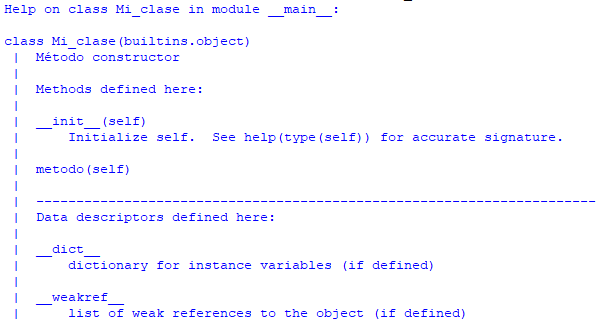 Help on class Mi_clase in module __main__:
class Mi_clase(builtins.object)
 |  Método constructor
 |
 |  Methods defined here:
 |
 |  __init__(self)
 |      Initialize self.  See help(type(self)) for accurate signature.
 |
 |  metodo(self)
 |
 |  ----------------------------------------------------------------------
 |  Data descriptors defined here:
 |
 |  __dict__
 |      dictionary for instance variables (if defined)
 |
 |  __weakref__
 |      list of weak references to the object (if defined)